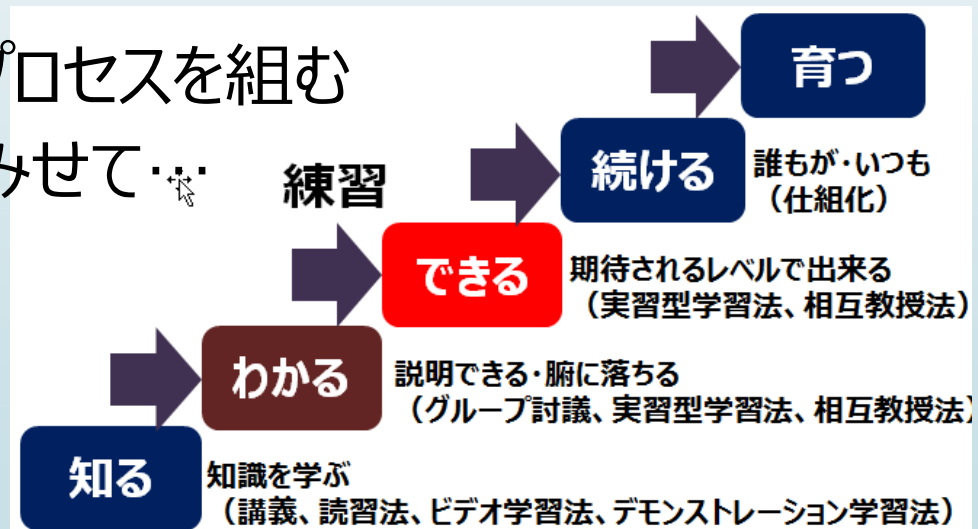 プロセスを組む
みせて・・・
育つ
続ける
誰もが・いつも
（仕組化）
練習
できる
期待されるレベルで出来る
（実習型学習法、相互教授法）
わかる
説明できる・腑に落ちる
（グループ討議、実習型学習法、相互教授法）
知る
知識を学ぶ
（講義、読習法、ビデオ学習法、デモンストレーション学習法）